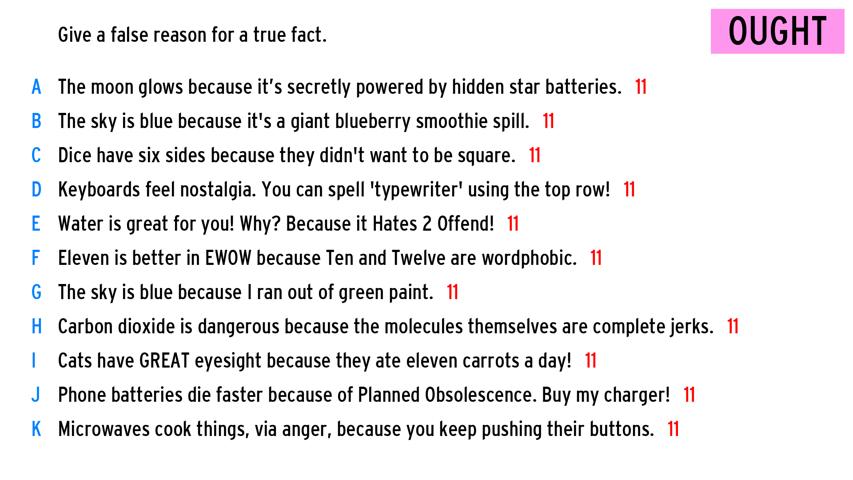 Give a false reason for a true fact.
OUGHT
A The moon glows because it's secretly powered by hidden star batteries. 11
B The sky is blue because it's a giant blueberry smoothie spill. 11
C Dice have six sides because they didn't want to be square. 11
D Keyboards feel nostalgia. You can spell 'typewriter' using the top row! 11
E Water is great for you! Why? Because it Hates 2 Offend! 11
F Eleven is better in EWOW because Ten and Twelve are wordphobic. 11
G The sky is blue because I ran out of green paint. 11
H Carbon dioxide is dangerous because the molecules themselves are complete jerks. 11
I Cats have GREAT eyesight because they ate eleven carrots a day! 11
J Phone batteries die faster because of Planned Obsolescence. Buy my charger! 11
K Microwaves cook things, via anger, because you keep pushing their buttons. 11